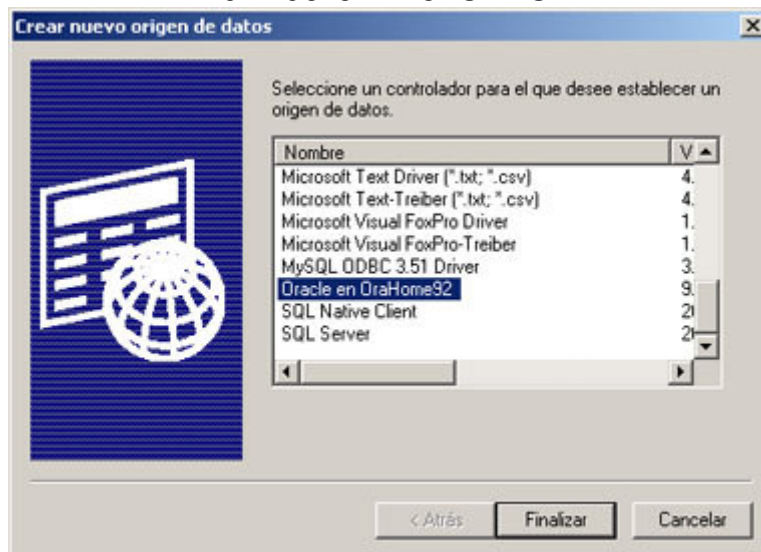 Crear nuevo origen de datos
Seleccione un controlador para el que desee establecer un
origen de datos.
Nombre V
Microsoft Text Driver (*.txt; *.csv) 4.
Microsoft Text-Treiber (*.txt; *.csv) 4.
Microsoft Visual FoxPro Driver 1.
Microsoft Visual FoxPro-Treiber 1.
MySQL ODBC 3.51 Driver 3.
Oracle en OraHome92 9.
SQL Native Client 20
SQL Server 20
< Atrás Finalizar Cancelar